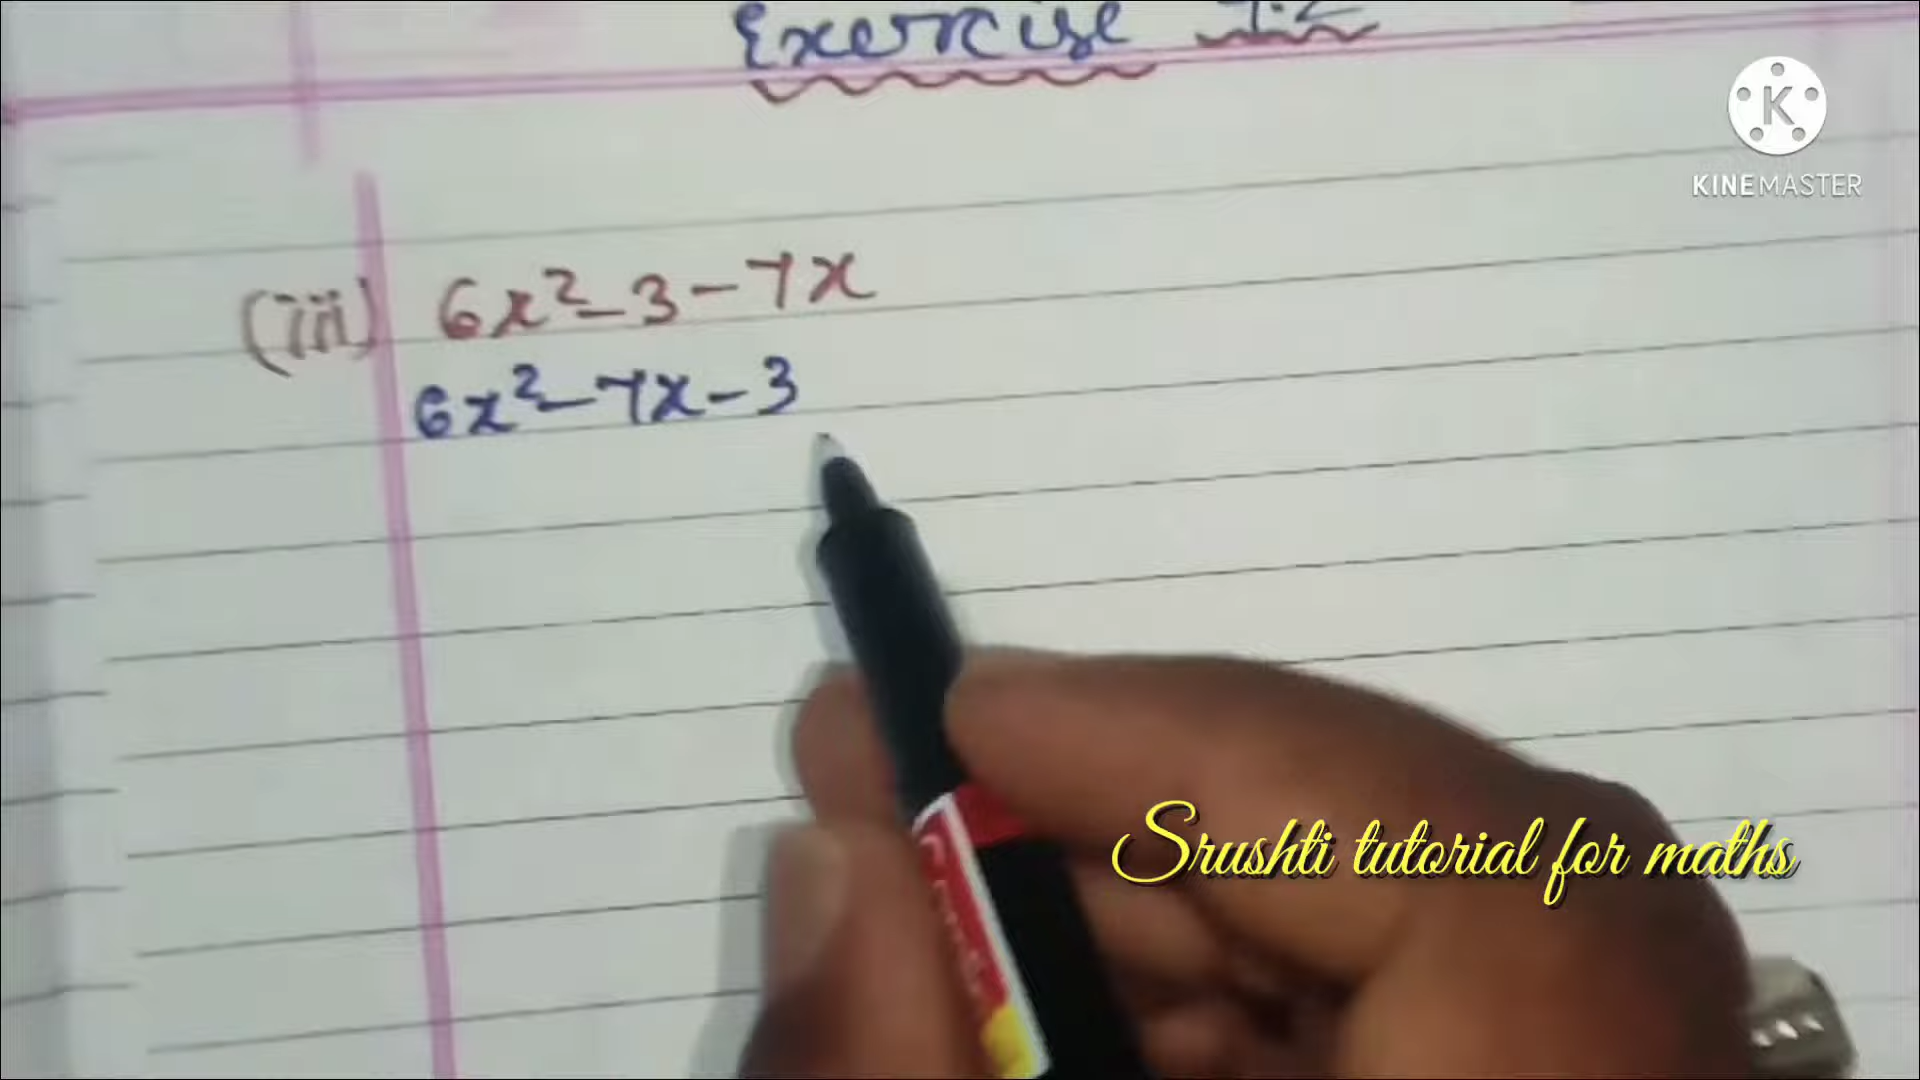 Exercise
KINEMASTER
(iii) 6x² - 3 - 7x
6x² - 7x - 3
Srushti tutorial for maths